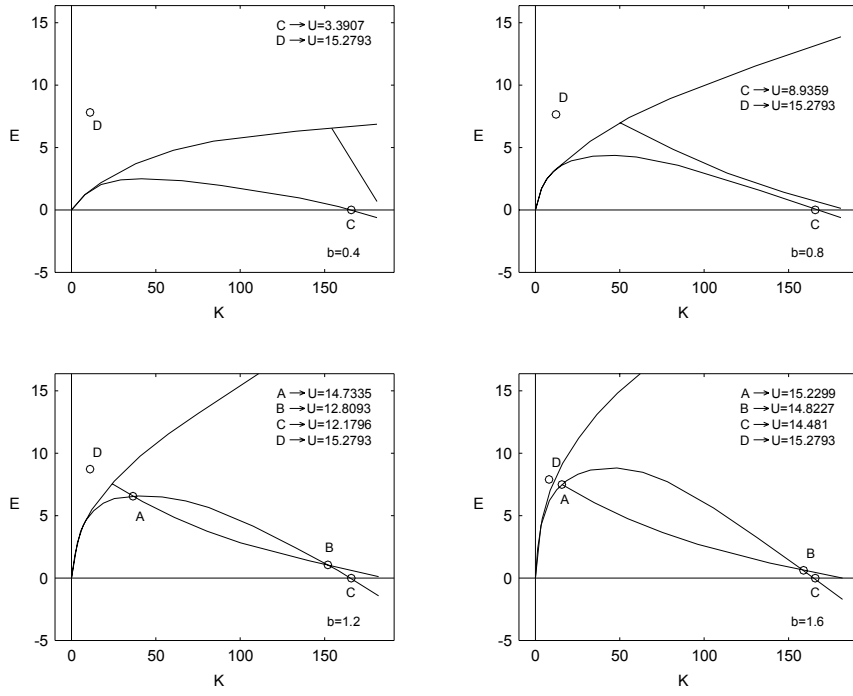 C → U=3.3907
D → U=15.2793
15
10
5
0
-5
E
D
C
b=0.4
0 50 100 150
K
C → U=8.9359
D → U=15.2793
15
10
5
0
-5
E
D
C
b=0.8
0 50 100 150
K
A → U=14.7335
B → U=12.8093
C → U=12.1796
D → U=15.2793
15
10
5
0
-5
E
D
A
B
C
b=1.2
0 50 100 150
K
A → U=15.2299
B → U=14.8227
C → U=14.481
D → U=15.2793
15
10
5
0
-5
E
D
A
B
C
b=1.6
0 50 100 150
K